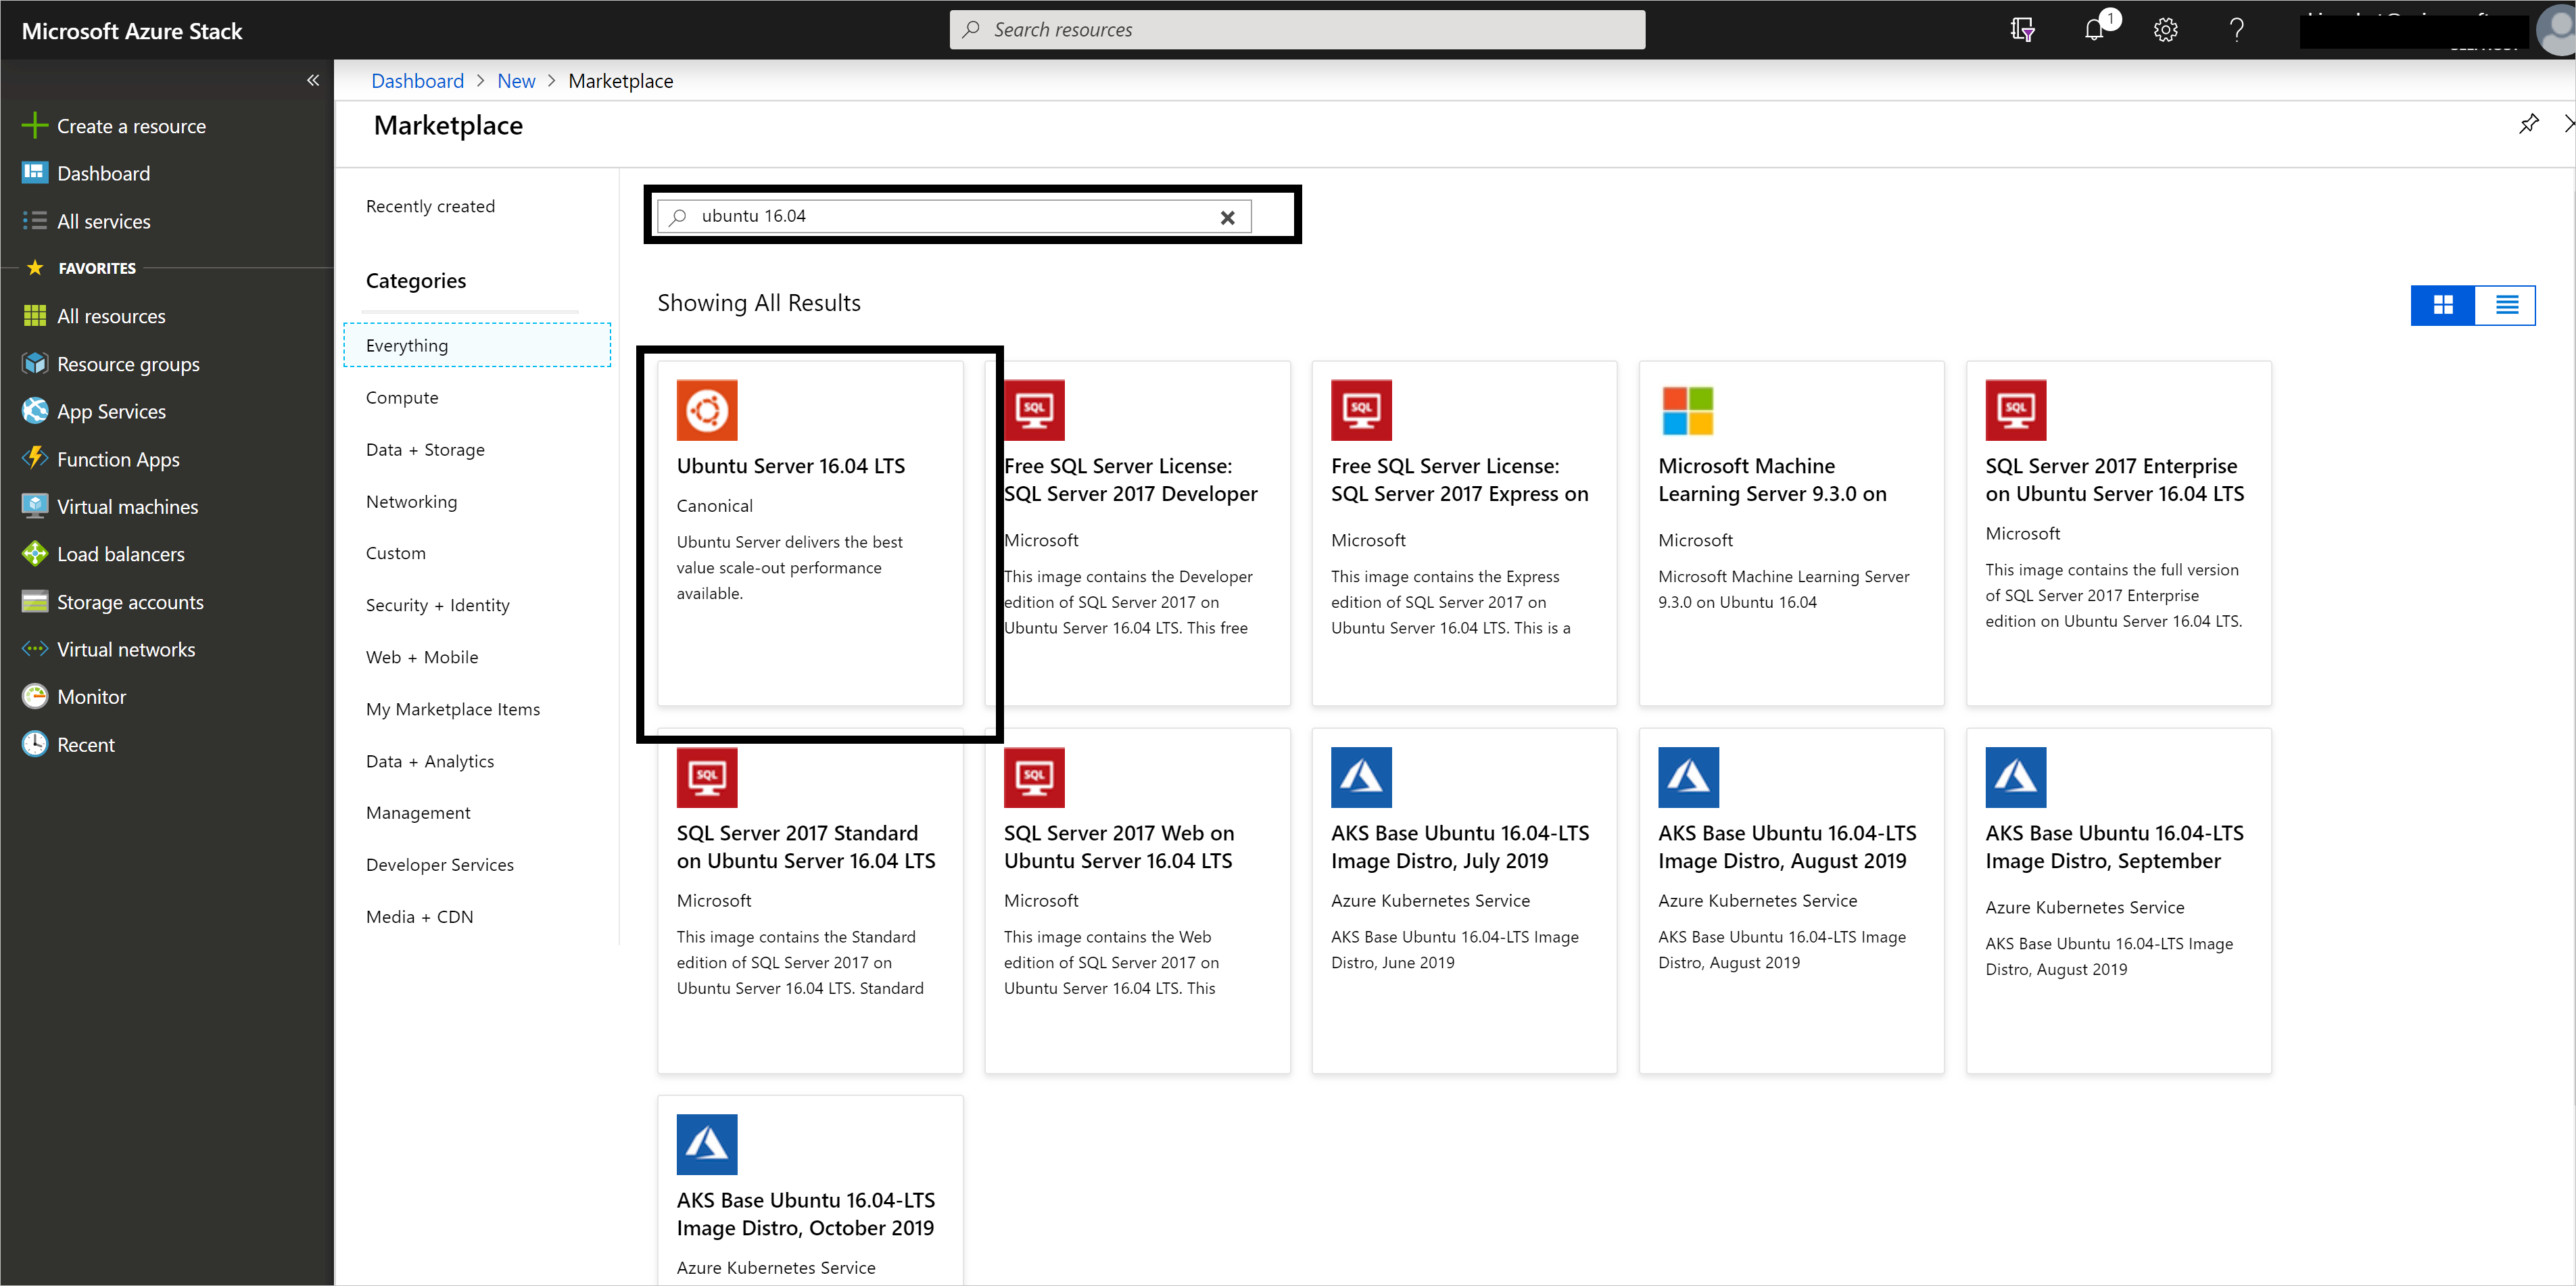 Microsoft Azure Stack
Search resources
1
Dashboard > New > Marketplace
Marketplace
Create a resource
Dashboard
All services
FAVORITES
All resources
Resource groups
App Services
Function Apps
Virtual machines
Load balancers
Storage accounts
Virtual networks
Monitor
Recent
Recently created
Categories
Everything
Compute
Data + Storage
Networking
Custom
Security + Identity
Web + Mobile
My Marketplace Items
Data + Analytics
Management
Developer Services
Media + CDN
ubuntu 16.04
Showing All Results
Ubuntu Server 16.04 LTS
Canonical
Ubuntu Server delivers the best
value scale-out performance
available.
SQL
Free SQL Server License:
SQL Server 2017 Developer
Microsoft
This image contains the Developer
edition of SQL Server 2017 on
Ubuntu Server 16.04 LTS. This free
SQL
Free SQL Server License:
SQL Server 2017 Express on
Microsoft
This image contains the Express
edition of SQL Server 2017 on
Ubuntu Server 16.04 LTS. This is a
Microsoft Machine
Learning Server 9.3.0 on
Microsoft
Microsoft Machine Learning Server
9.3.0 on Ubuntu 16.04
SQL
SQL Server 2017 Enterprise
on Ubuntu Server 16.04 LTS
Microsoft
This image contains the full version
of SQL Server 2017 Enterprise
edition on Ubuntu Server 16.04 LTS.
SQL
SQL Server 2017 Standard
on Ubuntu Server 16.04 LTS
Microsoft
This image contains the Standard
edition of SQL Server 2017 on
Ubuntu Server 16.04 LTS. Standard
SQL
SQL Server 2017 Web on
Ubuntu Server 16.04 LTS
Microsoft
This image contains the Web
edition of SQL Server 2017 on
Ubuntu Server 16.04 LTS. This
AKS Base Ubuntu 16.04-LTS
Image Distro, July 2019
Azure Kubernetes Service
AKS Base Ubuntu 16.04-LTS Image
Distro, June 2019
AKS Base Ubuntu 16.04-LTS
Image Distro, August 2019
Azure Kubernetes Service
AKS Base Ubuntu 16.04-LTS Image
Distro, August 2019
AKS Base Ubuntu 16.04-LTS
Image Distro, September
Azure Kubernetes Service
AKS Base Ubuntu 16.04-LTS Image
Distro, August 2019
AKS Base Ubuntu 16.04-LTS
Image Distro, October 2019
Azure Kubernetes Service